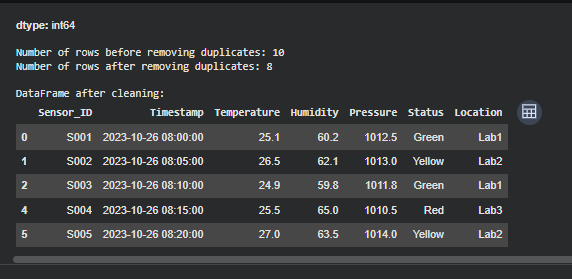 dtype: int64
Number of rows before removing duplicates: 10
Number of rows after removing duplicates: 8
DataFrame after cleaning:
Sensor_ID Timestamp Temperature Humidity Pressure Status Location
0 S001 2023-10-26 08:00:00 25.1 60.2 1012.5 Green Lab1
1 S002 2023-10-26 08:05:00 26.5 62.1 1013.0 Yellow Lab2
2 S003 2023-10-26 08:10:00 24.9 59.8 1011.8 Green Lab1
4 S004 2023-10-26 08:15:00 25.5 65.0 1010.5 Red Lab3
5 S005 2023-10-26 08:20:00 27.0 63.5 1014.0 Yellow Lab2